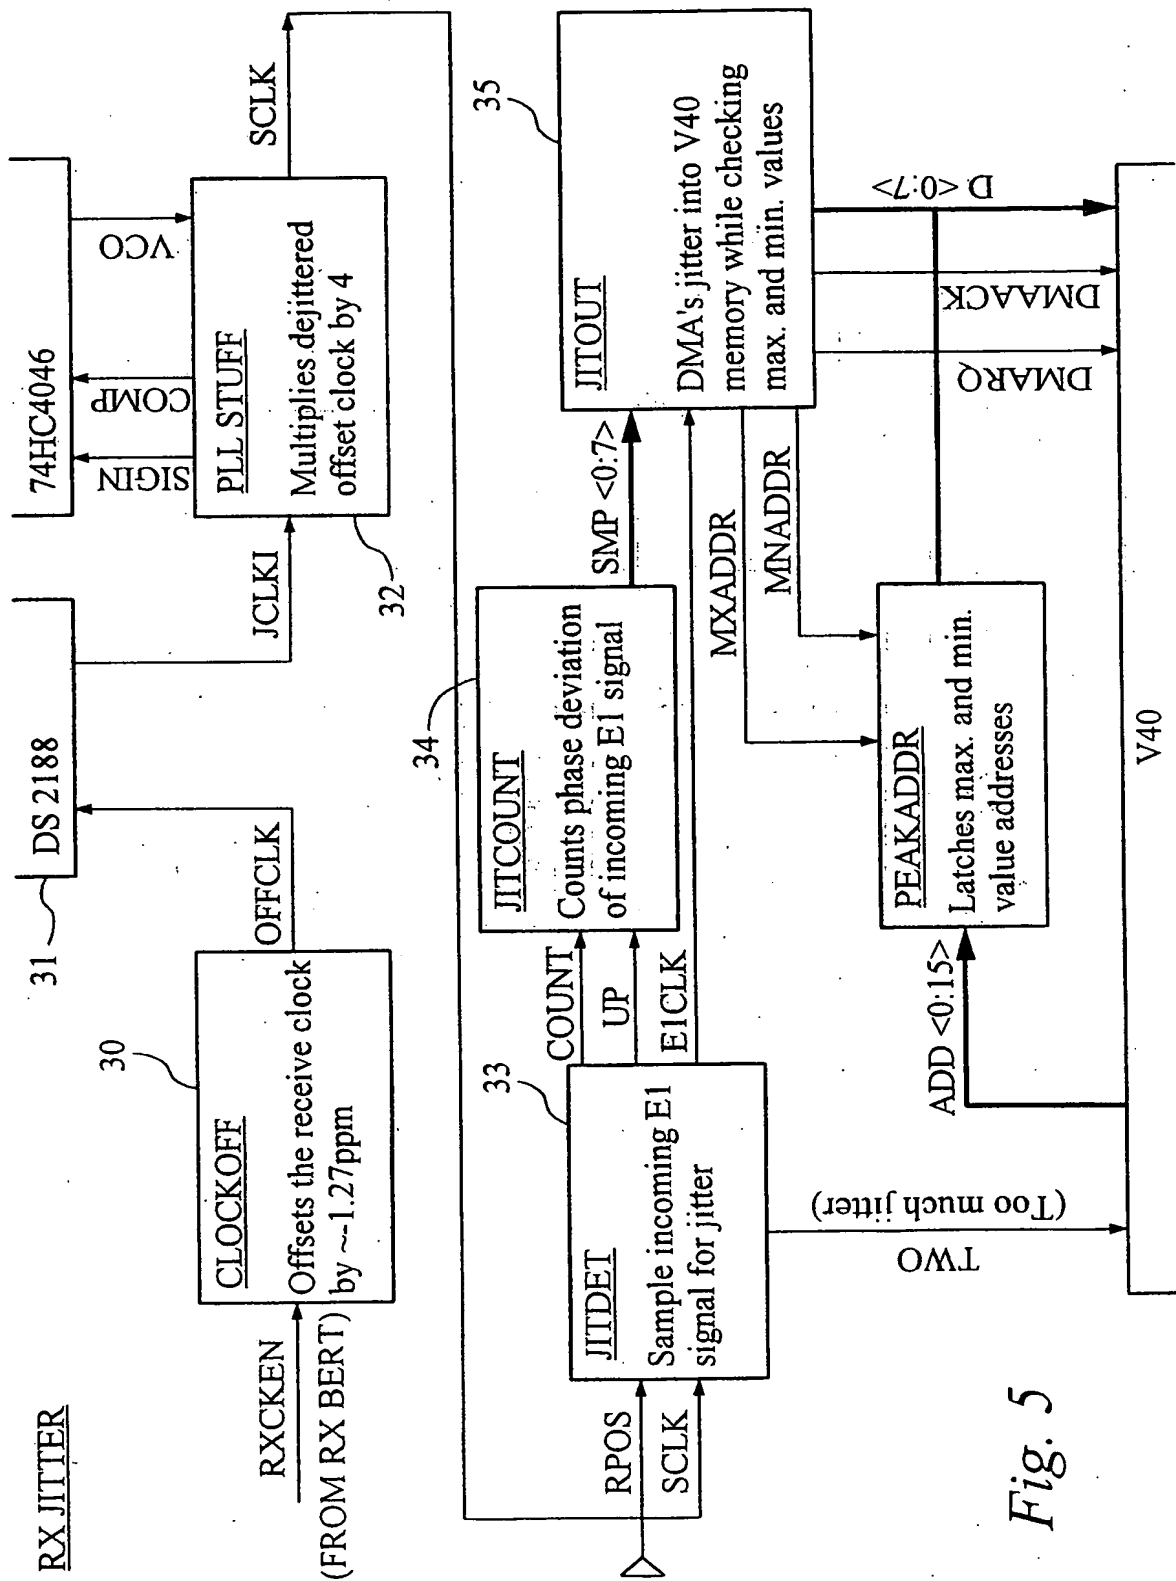 RX JITTER
RXCKEN
(FROM RX BERT)
30
CLOCKOFF
Offsets the receive clock
by ~-1.27ppm
OFFCLK
31
DS 2188
JCLKI
32
PLL STUFF
Multiplies dejittered
offset clock by 4
SIGIN
COMP
VCO
74HC4046
SCLK
RPOS
SCLK
33
JITDET
Sample incoming E1
signal for jitter
COUNT
UP
E1CLK
34
JITCOUNT
Counts phase deviation
of incoming E1 signal
SMP <0:7>
35
JITOUT
DMA's jitter into V40
memory while checking
max. and min. values
MXADDR
MNADDR
TWO
(Too much jitter)
ADD <0:15>
PEAKADDR
Latches max. and min.
value addresses
DMARQ
DMAACK
D <0:7>
V40
Fig. 5